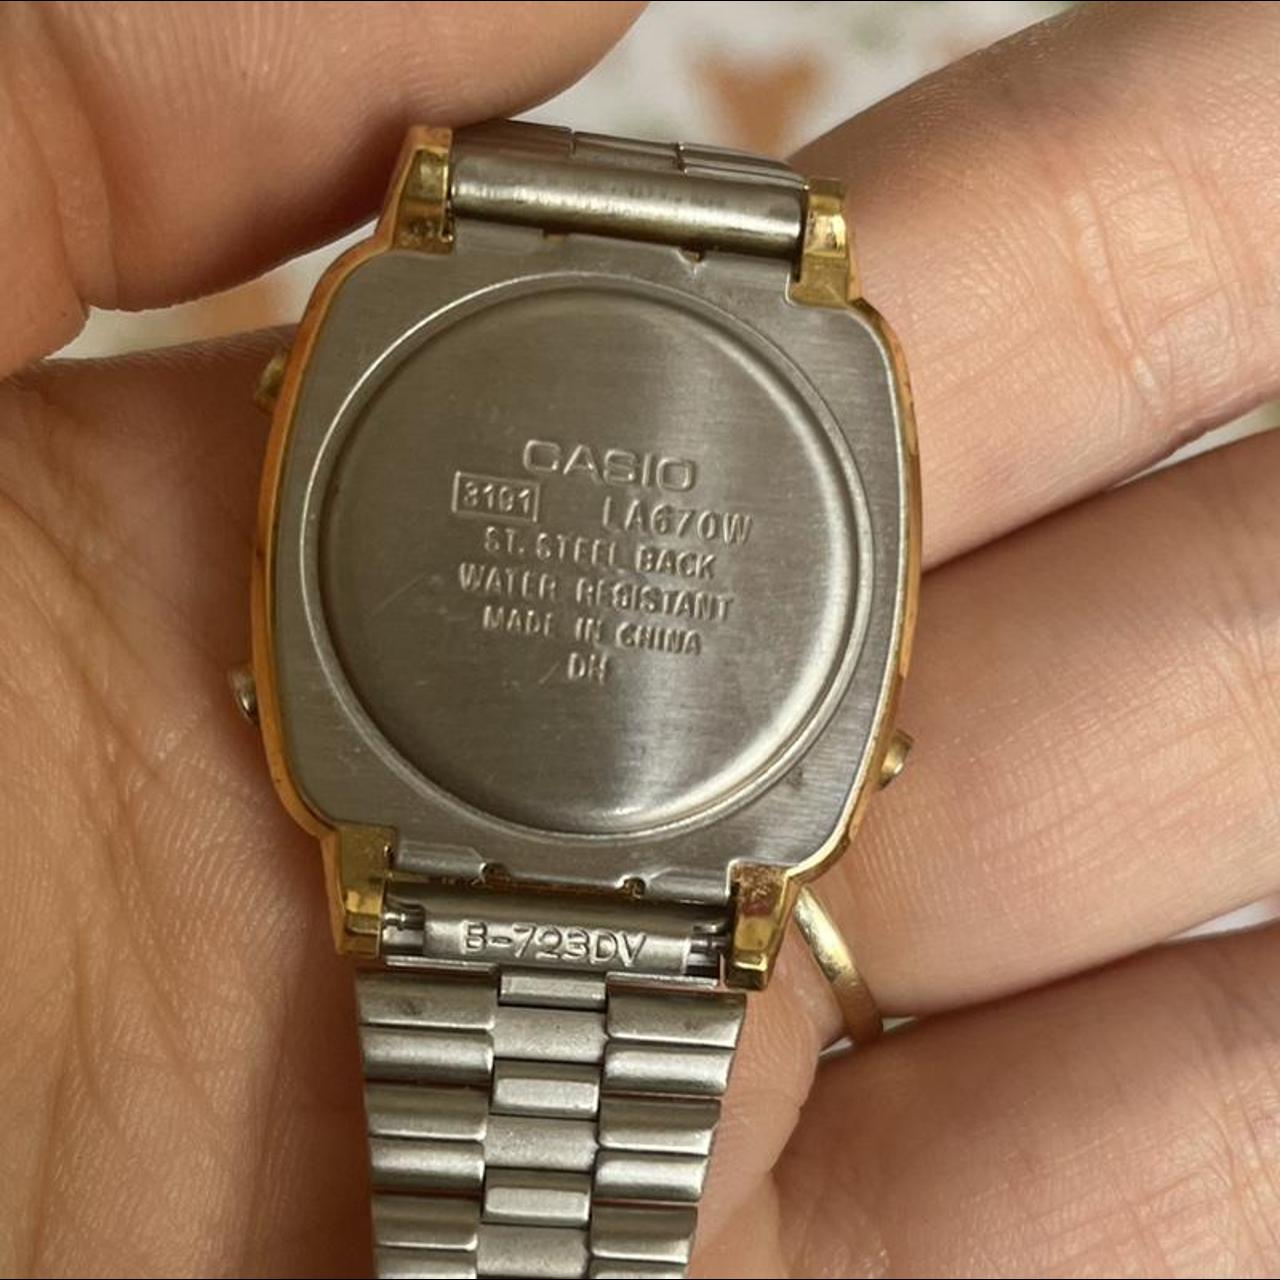 CASIO
3191 LA670W
ST. STEEL BACK
WATER RESISTANT
MADE IN CHINA
DH
B-723DV